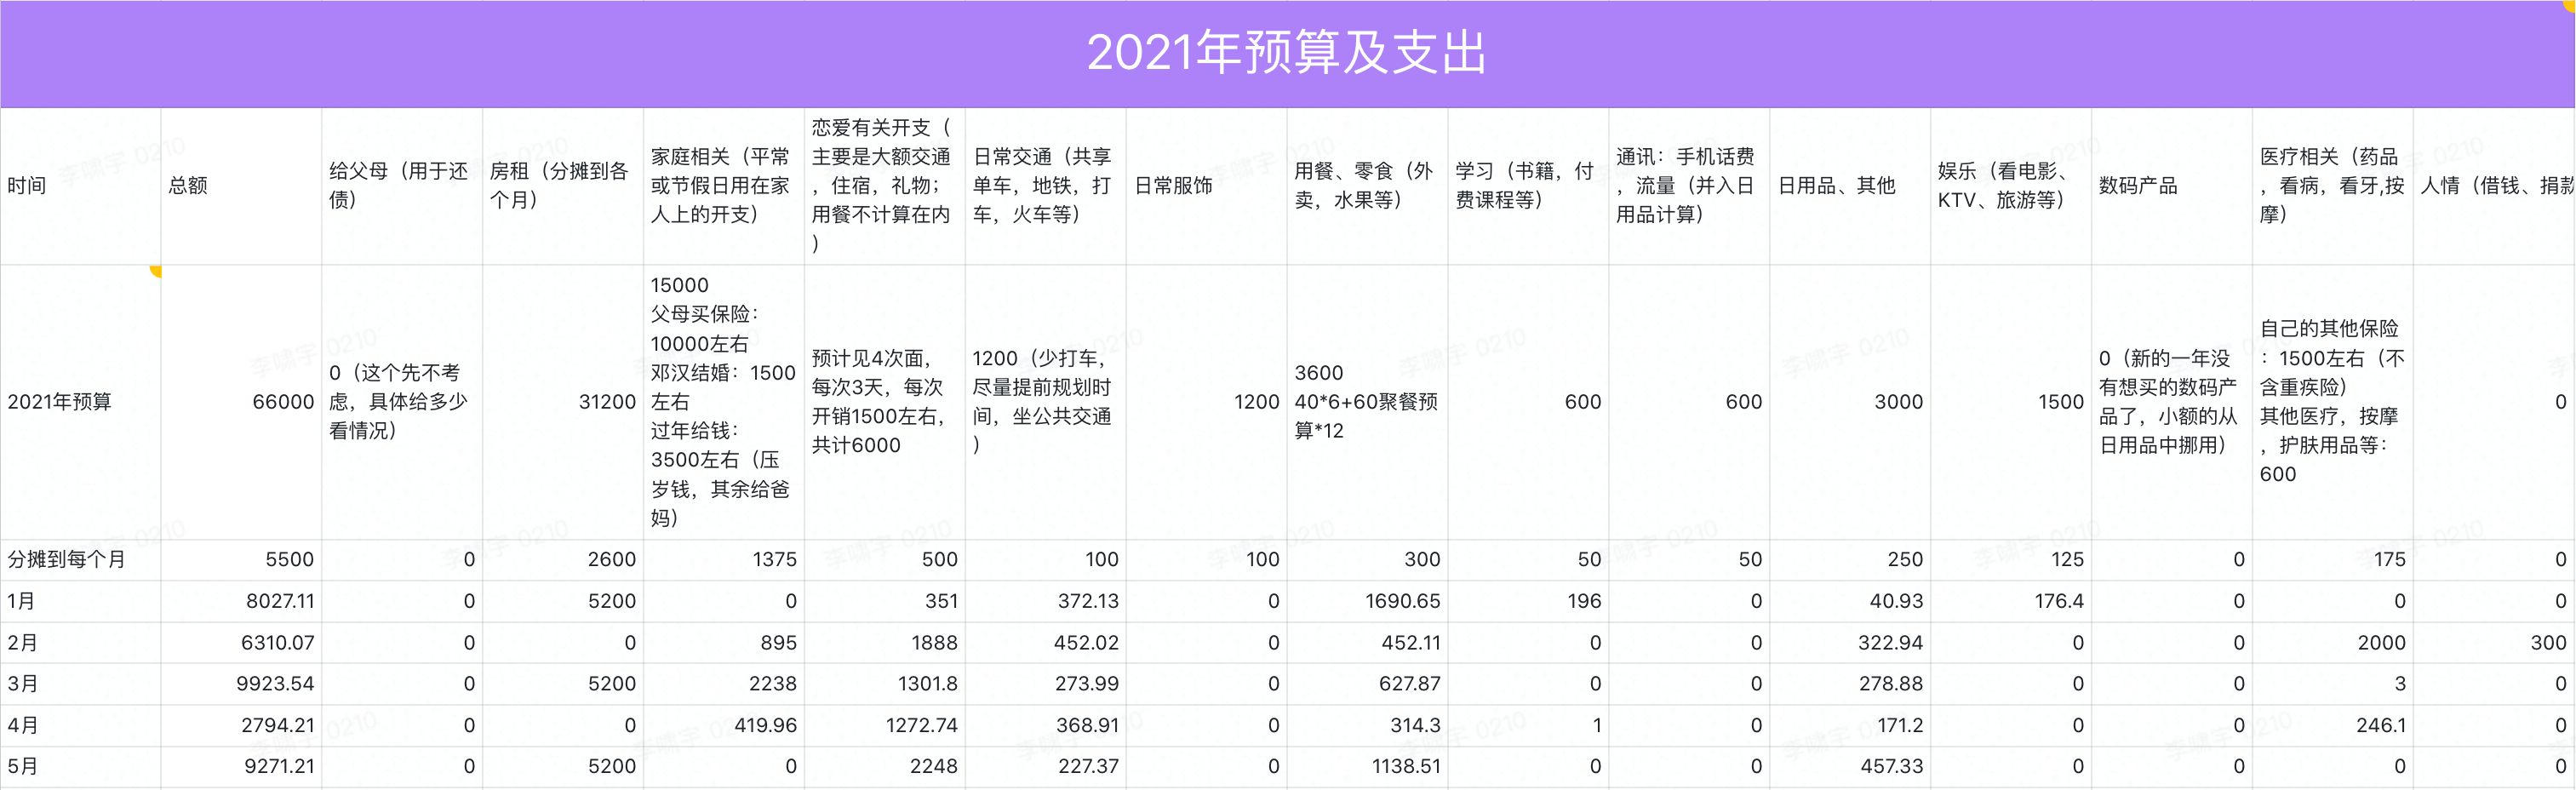 2021年预算及支出
时间
总额
给父母（用于还
债）
房租（分摊到各
个月）
家庭相关（平常
或节假日用在家
人上的开支）
恋爱有关开支（
主要是大额交通
，住宿，礼物；
用餐不计算在内
）
日常交通（共享
单车，地铁，打
车，火车等）
日常服饰
用餐、零食（外
卖，水果等）
学习（书籍，付
费课程等）
通讯：手机话费
，流量（并入日
用品计算）
日用品、其他
娱乐（看电影、
KTV、旅游等）
数码产品
医疗相关（药品
，看病，看牙,按
摩）
人情（借钱、捐款
2021年预算
66000
0（这个先不考
虑，具体给多少
看情况）
31200
15000
父母买保险：
10000左右
邓汉结婚：1500
左右
过年给钱：
3500左右（压
岁钱，其余给爸
妈）
预计见4次面，
每次3天，每次
开销1500左右，
共计6000
1200（少打车，
尽量提前规划时
间，坐公共交通
）
1200
3600
40*6+60聚餐预
算*12
600
600
3000
1500
0（新的一年没
有想买的数码产
品了，小额的从
日用品中挪用）
自己的其他保险
：1500左右（不
含重疾险）
其他医疗，按摩
，护肤用品等：
600
0
分摊到每个月 5500 0 2600 1375 500 100 100 300 50 50 250 125 0 175 0
1月 8027.11 0 5200 0 351 372.13 0 1690.65 196 0 40.93 176.4 0 0 0
2月 6310.07 0 0 895 1888 452.02 0 452.11 0 0 322.94 0 0 2000 300
3月 9923.54 0 5200 2238 1301.8 273.99 0 627.87 0 0 278.88 0 0 3 0
4月 2794.21 0 0 419.96 1272.74 368.91 0 314.3 1 0 171.2 0 0 246.1 0
5月 9271.21 0 5200 0 2248 227.37 0 1138.51 0 0 457.33 0 0 0 0
李啸宇 0210